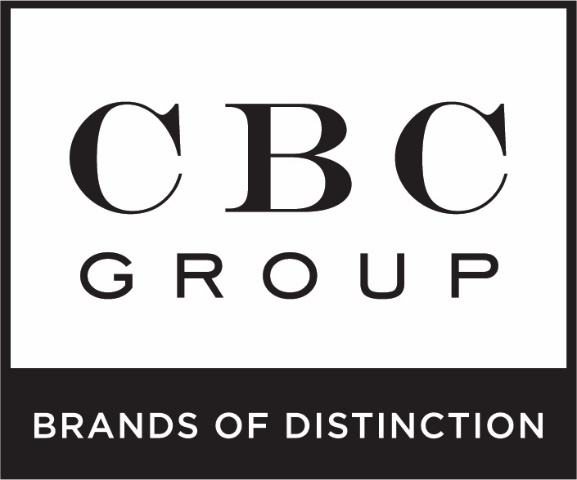 CBC
GROUP
BRANDS OF DISTINCTION